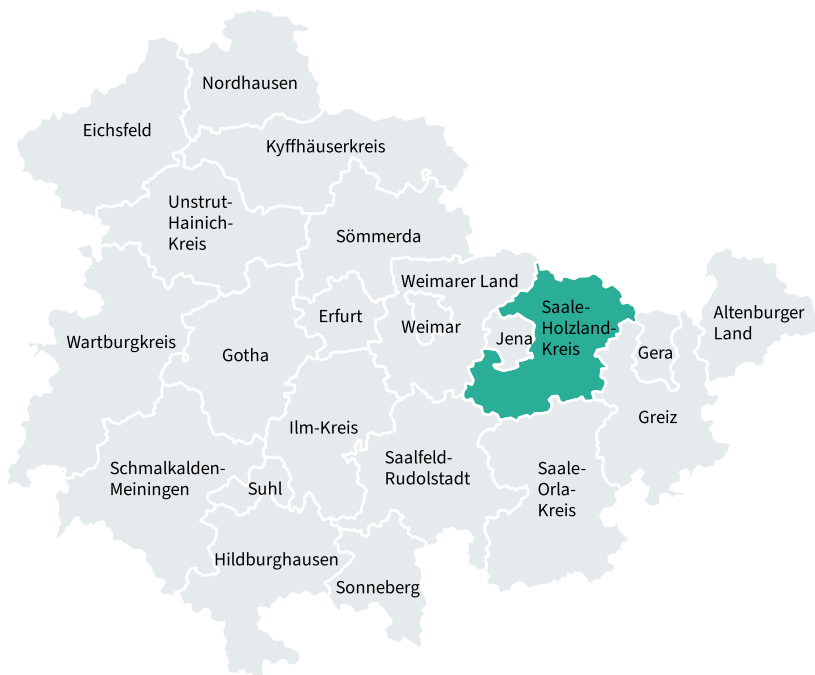 Nordhausen
Eichsfeld
Kyffhäuserkreis
Unstrut-
Hainich-
Kreis
Sömmerda
Weimarer Land
Saale-
Holzland-
Kreis
Altenburger
Land
Erfurt
Weimar
Jena
Wartburgkreis
Gotha
Gera
Greiz
Ilm-Kreis
Schmalkalden-
Meiningen
Suhl
Saalfeld-
Rudolstadt
Saale-
Orla-
Kreis
Hildburghausen
Sonneberg